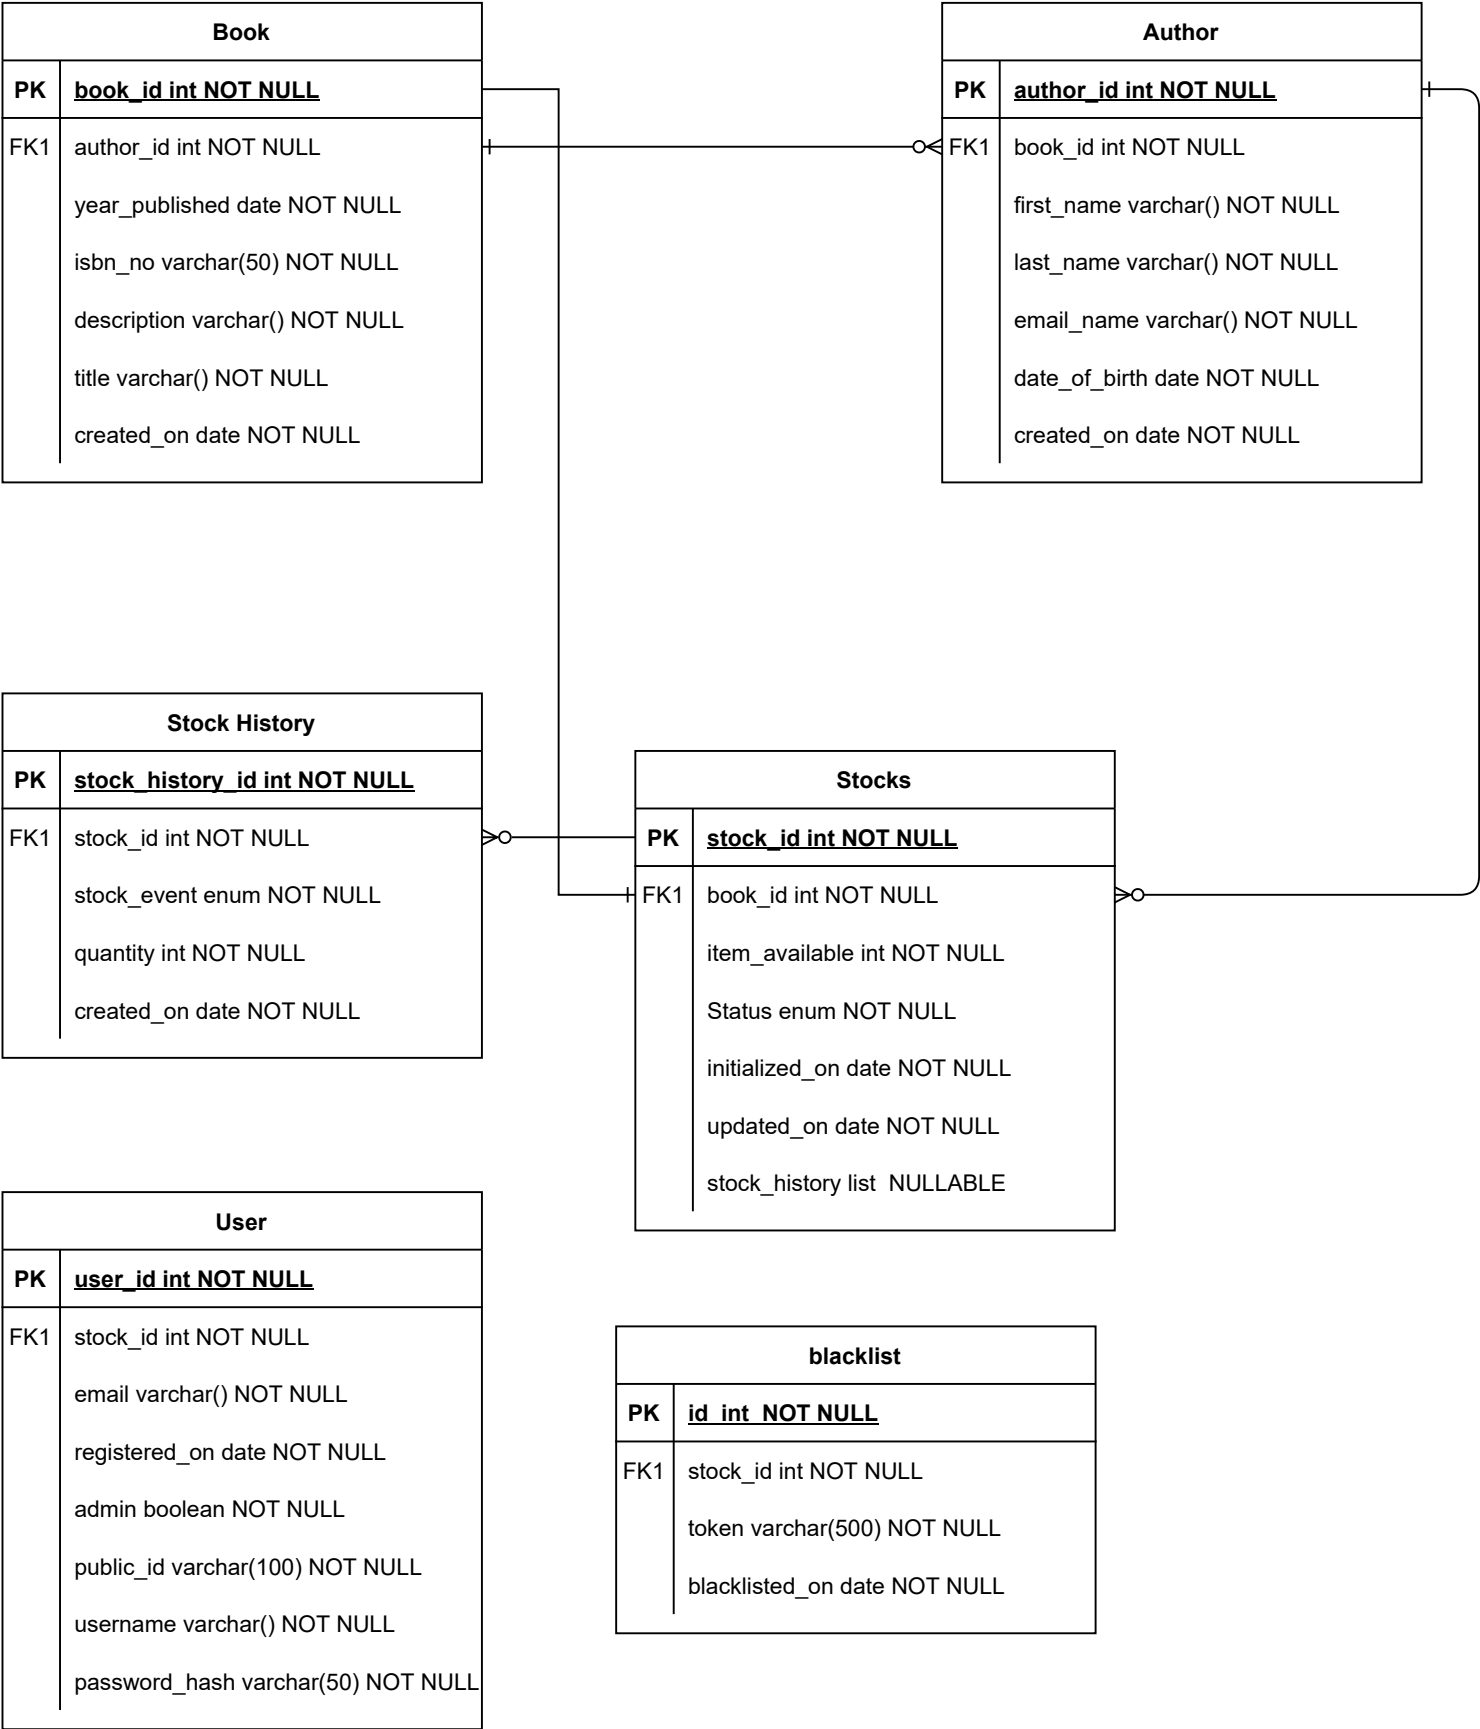 Book
PK book_id int NOT NULL
FK1 author_id int NOT NULL
year_published date NOT NULL
isbn_no varchar(50) NOT NULL
description varchar() NOT NULL
title varchar() NOT NULL
created_on date NOT NULL
Author
PK author_id int NOT NULL
FK1 book_id int NOT NULL
first_name varchar() NOT NULL
last_name varchar() NOT NULL
email_name varchar() NOT NULL
date_of_birth date NOT NULL
created_on date NOT NULL
Stock History
PK stock_history_id int NOT NULL
FK1 stock_id int NOT NULL
stock_event enum NOT NULL
quantity int NOT NULL
created_on date NOT NULL
Stocks
PK stock_id int NOT NULL
FK1 book_id int NOT NULL
item_available int NOT NULL
Status enum NOT NULL
initialized_on date NOT NULL
updated_on date NOT NULL
stock_history list NULLABLE
User
PK user_id int NOT NULL
FK1 stock_id int NOT NULL
email varchar() NOT NULL
registered_on date NOT NULL
admin boolean NOT NULL
public_id varchar(100) NOT NULL
username varchar() NOT NULL
password_hash varchar(50) NOT NULL
blacklist
PK id int NOT NULL
FK1 stock_id int NOT NULL
token varchar(500) NOT NULL
blacklisted_on date NOT NULL